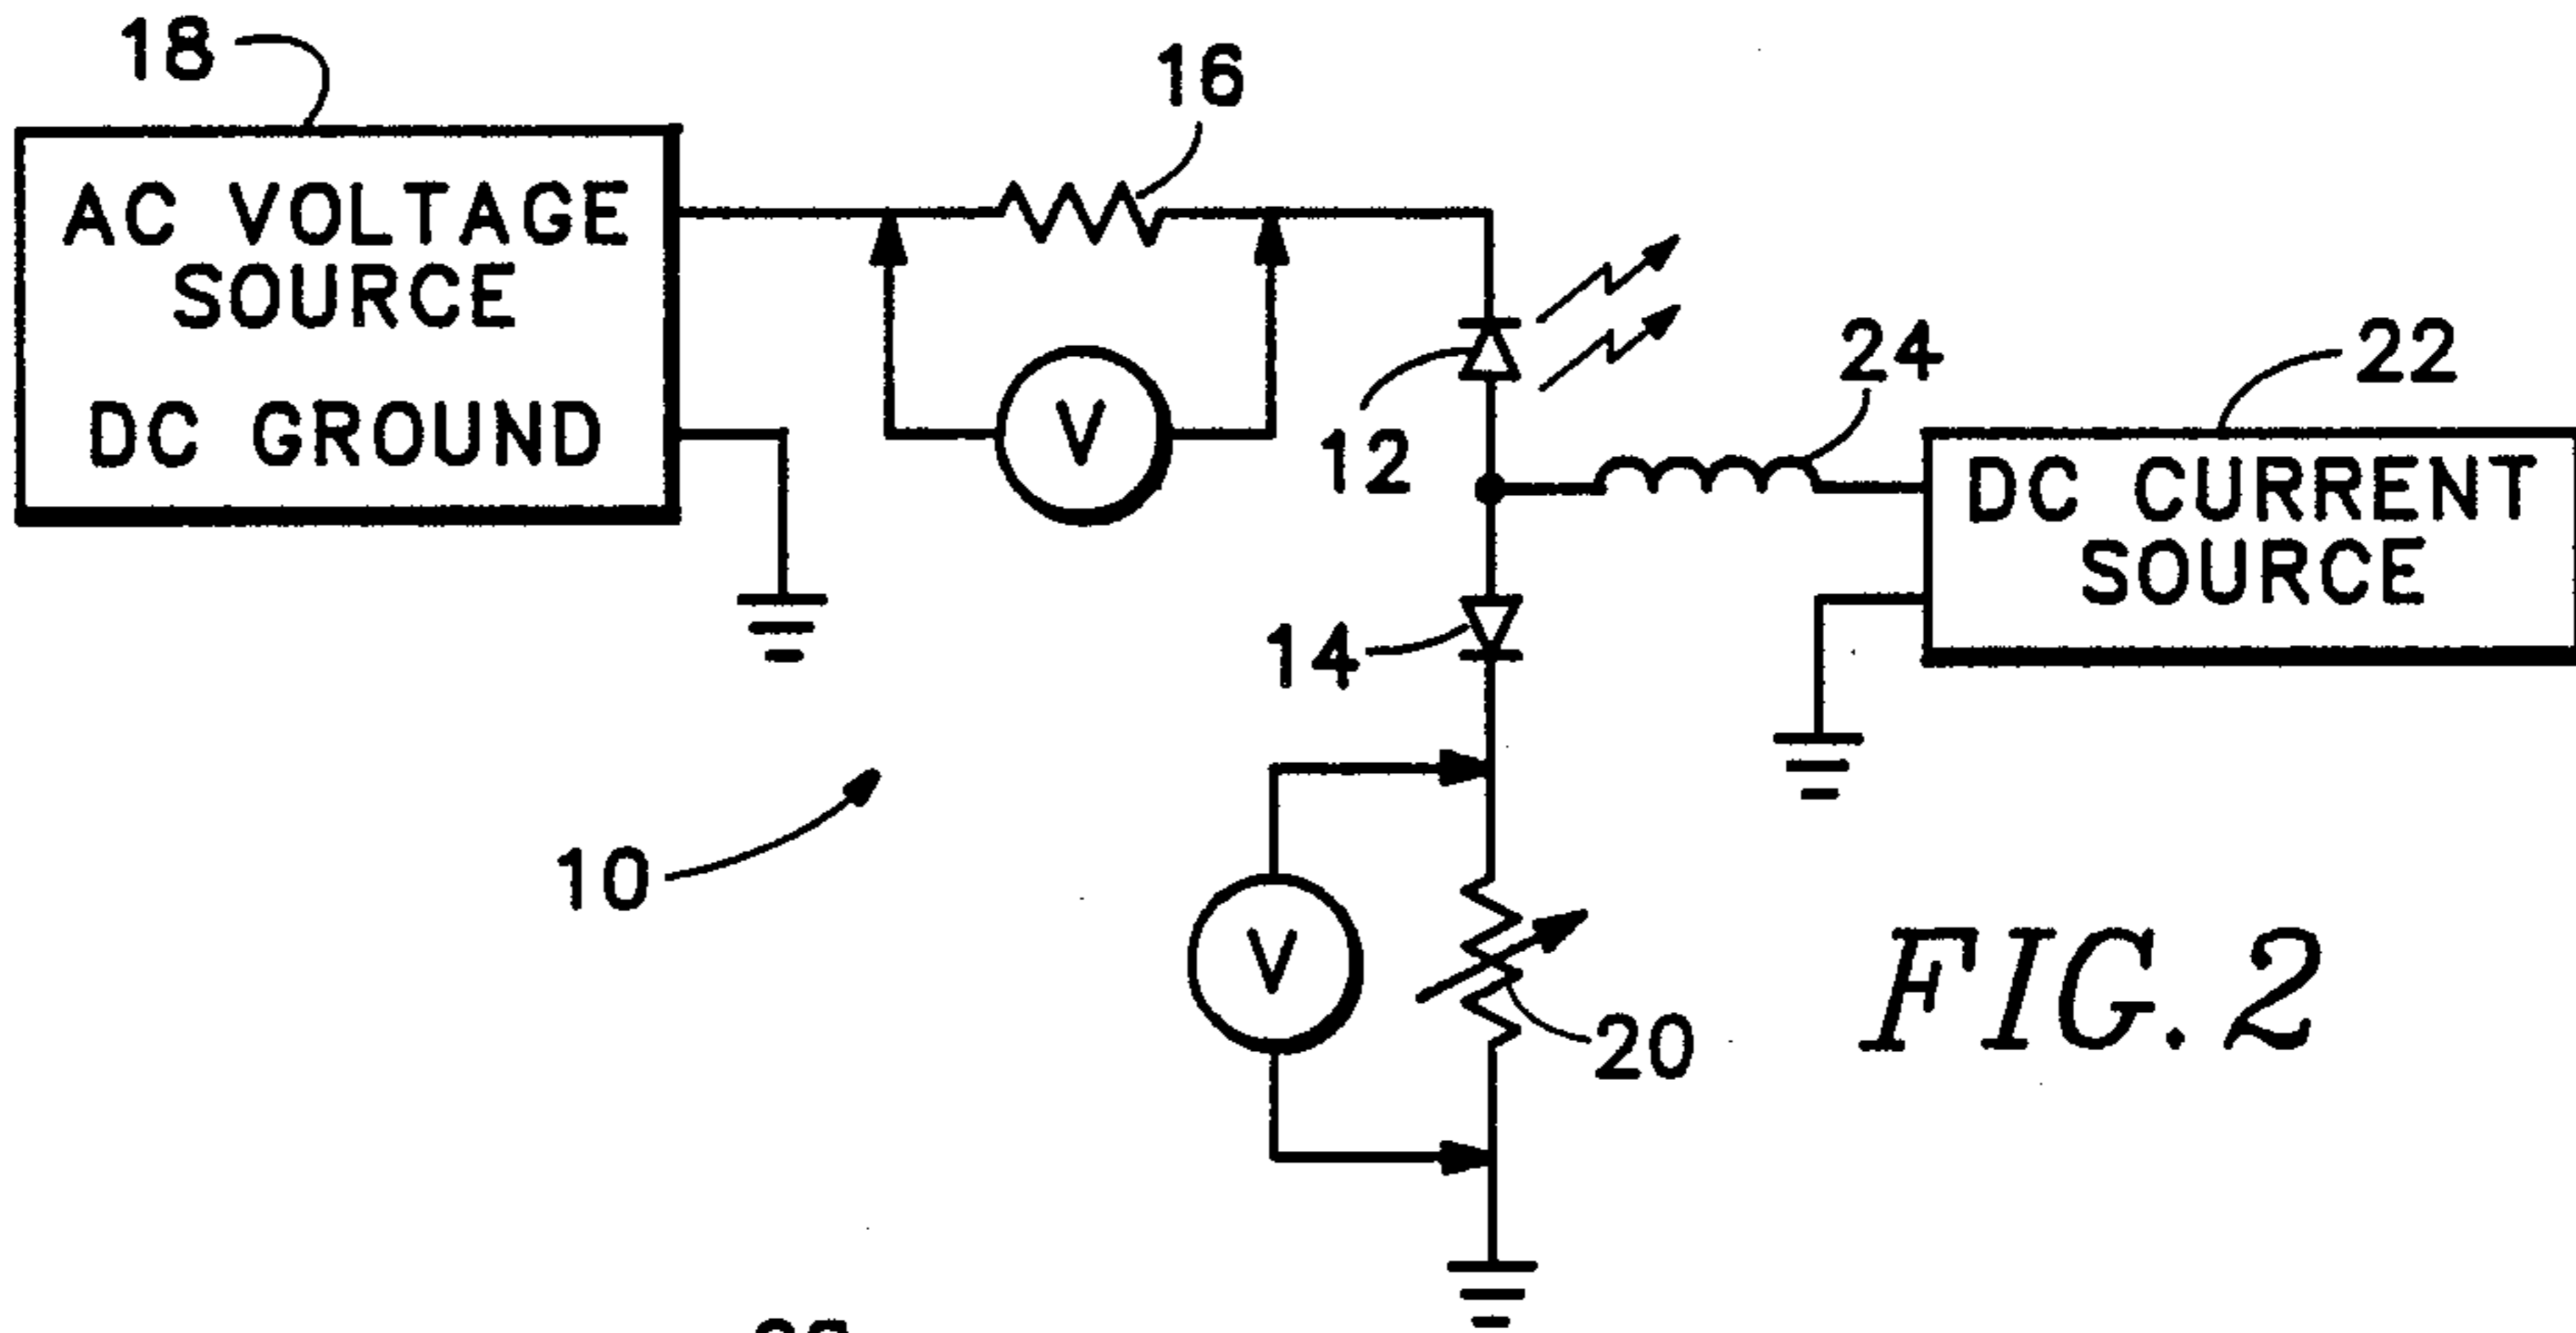 18
16
AC VOLTAGE
SOURCE
DC GROUND
V
12
24
22
DC CURRENT
SOURCE
14
10
V
20
FIG. 2